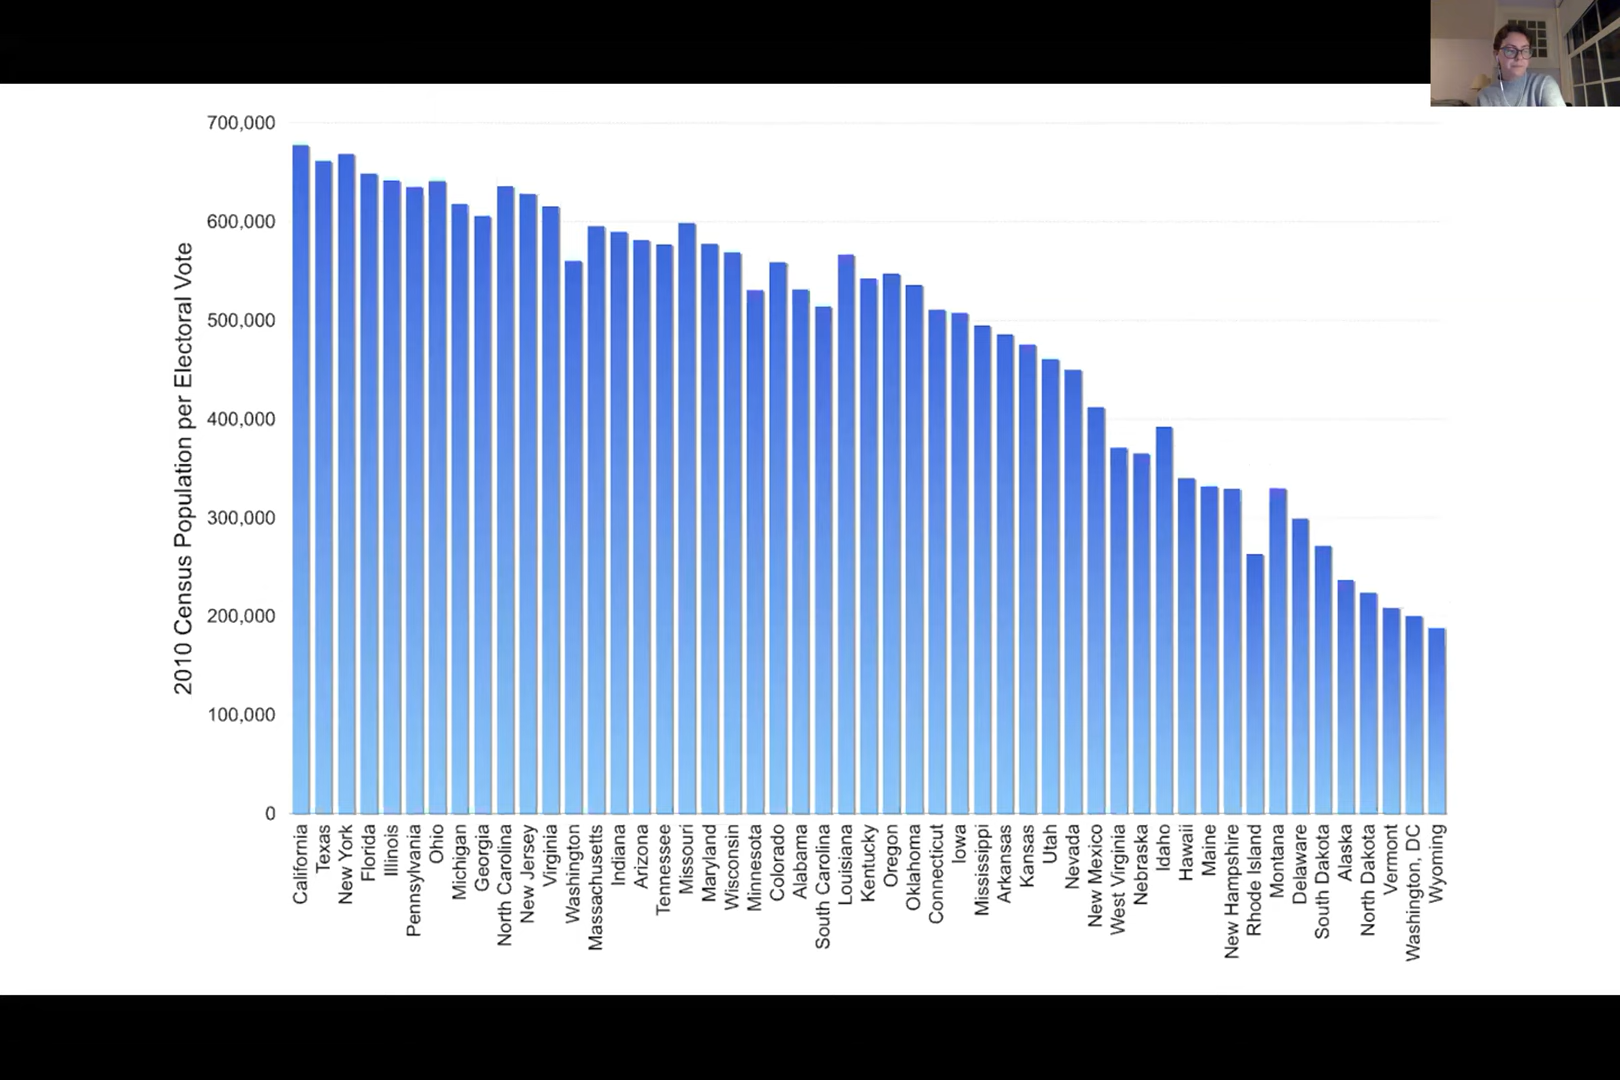 2010 Census Population per Electoral Vote
700,000
600,000
500,000
400,000
300,000
200,000
100,000
0
California
Texas
New York
Florida
Illinois
Pennsylvania
Ohio
Michigan
Georgia
North Carolina
New Jersey
Virginia
Washington
Massachusetts
Indiana
Arizona
Tennessee
Missouri
Maryland
Wisconsin
Minnesota
Colorado
Alabama
South Carolina
Louisiana
Kentucky
Oregon
Oklahoma
Connecticut
Iowa
Mississippi
Arkansas
Kansas
Utah
Nevada
New Mexico
West Virginia
Nebraska
Idaho
Hawaii
Maine
New Hampshire
Rhode Island
Montana
Delaware
South Dakota
Alaska
North Dakota
Vermont
Washington, DC
Wyoming